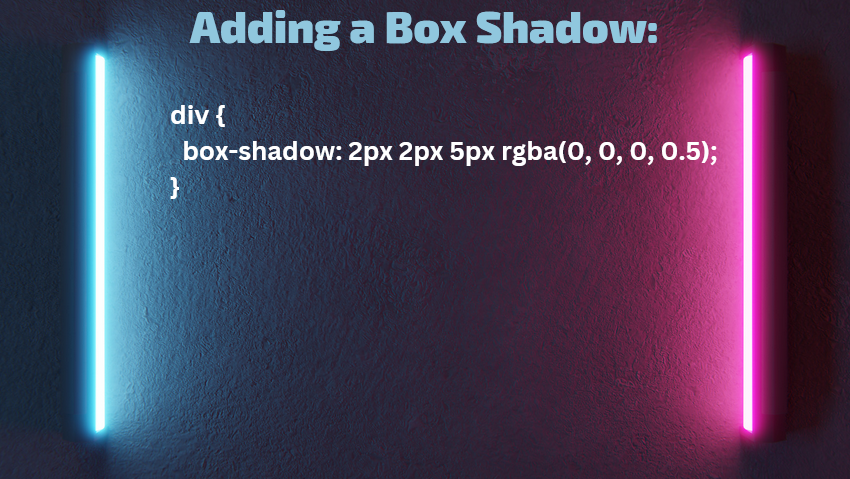 Adding a Box Shadow:
div {
  box-shadow: 2px 2px 5px rgba(0, 0, 0, 0.5);
}